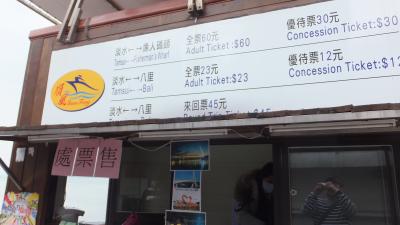 淡水←→漁人碼頭 全票60元 優待票30元
Tamsui←→Fisherman's Wharf Adult Ticket :$60 Concession Ticket:$30
淡水←→八里 全票23元 優待票12元
Tamsui←→Bali Adult Ticket:$23 Concession Ticket:$12
淡水←→八里 來回票45元
順風
處票售